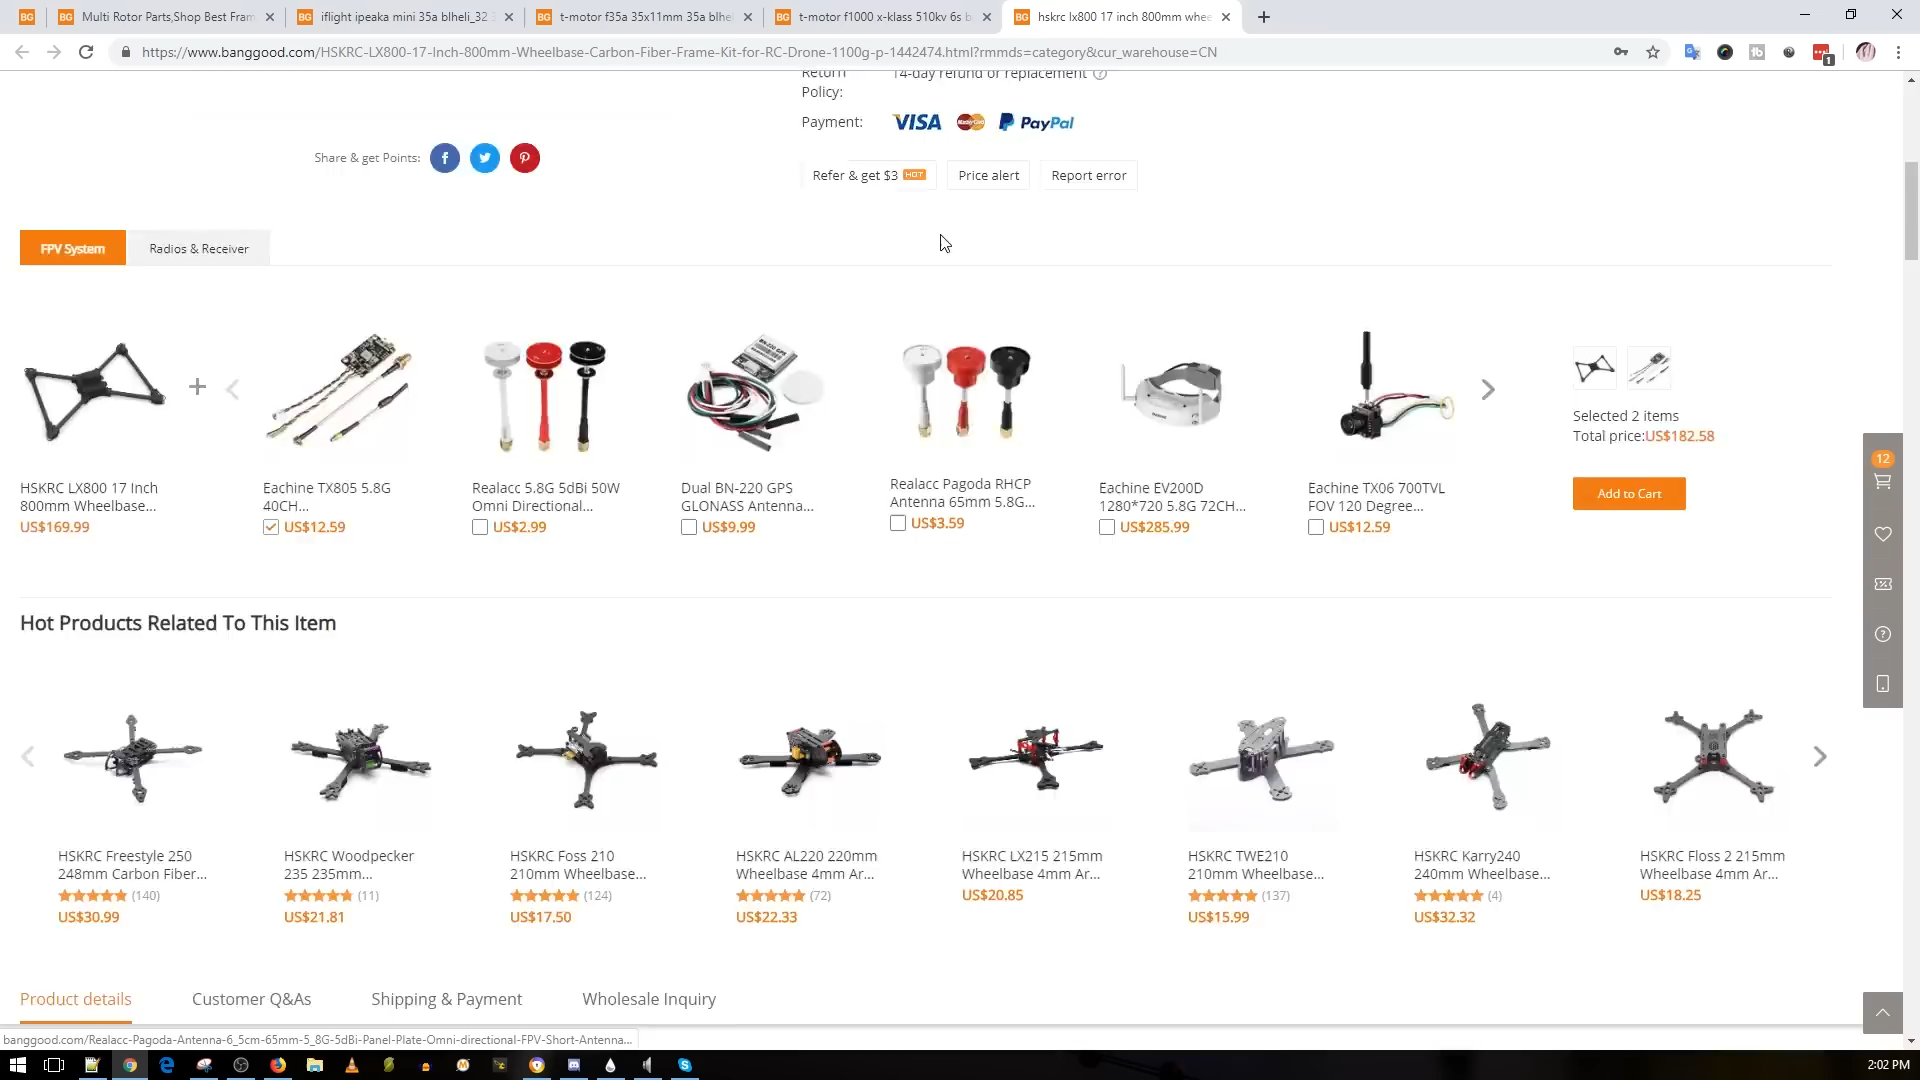 Multi Rotor Parts,Shop Best Fram
iflight ipeaka mini 35a blheli_32 3
t-motor f35a 35x11mm 35a blhel
t-motor f1000 x-klass 510kv 6s b
hskrc lx800 17 inch 800mm whee
https://www.banggood.com/HSKRC-LX800-17-Inch-800mm-Wheelbase-Carbon-Fiber-Frame-Kit-for-RC-Drone-1100g-p-1442474.html?rmmds=category&cur_warehouse=CN
1
Return
Policy:
14-day refund or replacement ?
Payment:
VISA
MasterCard
PayPal
Share & get Points:
Refer & get $3 HOT
Price alert
Report error
FPV System
Radios & Receiver
HSKRC LX800 17 Inch
800mm Wheelbase...
US$169.99
Eachine TX805 5.8G
40CH...
US$12.59
Realacc 5.8G 5dBi 50W
Omni Directional...
US$2.99
Dual BN-220 GPS
GLONASS Antenna...
US$9.99
Realacc Pagoda RHCP
Antenna 65mm 5.8G...
US$3.59
Eachine EV200D
1280*720 5.8G 72CH...
US$285.99
Eachine TX06 700TVL
FOV 120 Degree...
US$12.59
Selected 2 items
Total price:US$182.58
Add to Cart
12
Hot Products Related To This Item
HSKRC Freestyle 250
248mm Carbon Fiber...
(140)
US$30.99
HSKRC Woodpecker
235 235mm...
(11)
US$21.81
HSKRC Foss 210
210mm Wheelbase...
(124)
US$17.50
HSKRC AL220 220mm
Wheelbase 4mm Ar...
(72)
US$22.33
HSKRC LX215 215mm
Wheelbase 4mm Ar...
US$20.85
HSKRC TWE210
210mm Wheelbase...
(137)
US$15.99
HSKRC Karry240
240mm Wheelbase...
(4)
US$32.32
HSKRC Floss 2 215mm
Wheelbase 4mm Ar...
US$18.25
Product details
Customer Q&As
Shipping & Payment
Wholesale Inquiry
banggood.com/Realacc-Pagoda-Antenna-6_5cm-65mm-5_8G-5dBi-Panel-Plate-Omni-directional-FPV-Short-Antenna...
2:02 PM